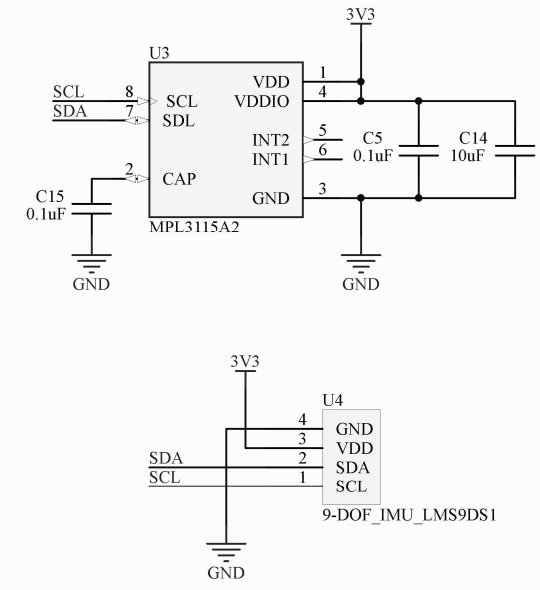 3V3
U3
SCL 8 SCL VDD 1
SDA 7 SDL VDDIO 4
INT2 5 C5 C14
INT1 6 0.1uF 10uF
2 CAP
C15
0.1uF
GND 3
MPL3115A2
GND GND
3V3
U4
4 GND
3 VDD
SDA 2 SDA
SCL 1 SCL
9-DOF_IMU_LMS9DS1
GND